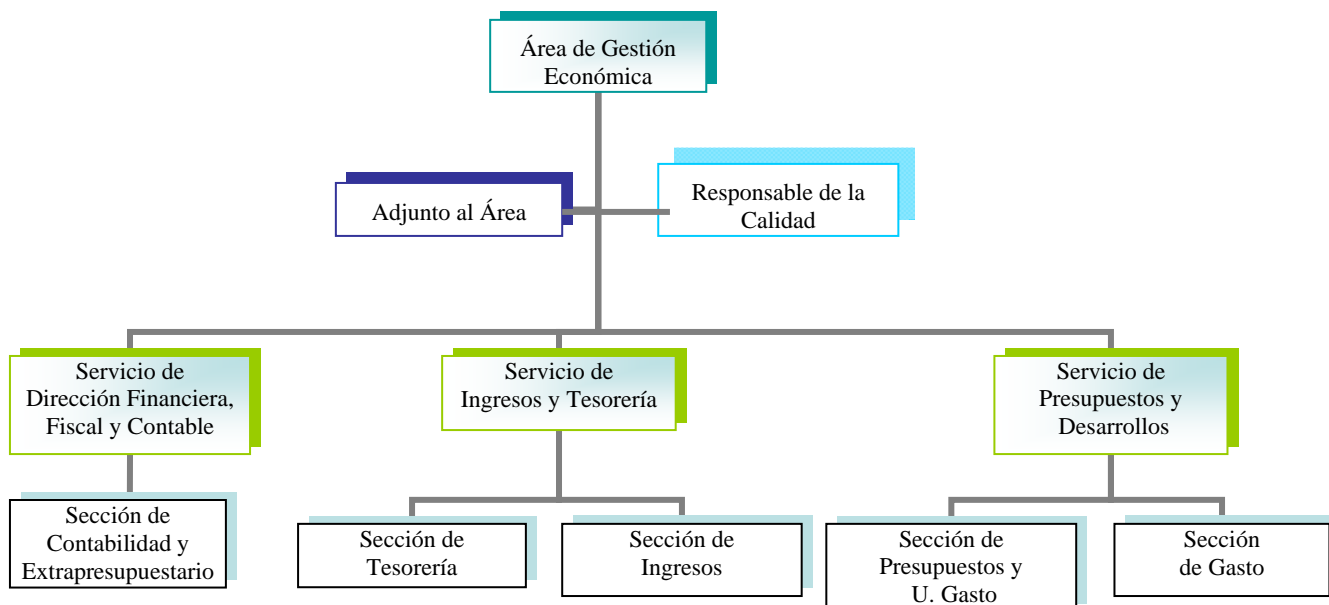 Área de Gestión
Económica
Adjunto al Área
Responsable de la
Calidad
Servicio de
Dirección Financiera,
Fiscal y Contable
Servicio de
Ingresos y Tesorería
Servicio de
Presupuestos y
Desarrollos
Sección de
Contabilidad y
Extrapresupuestario
Sección de
Tesorería
Sección de
Ingresos
Sección de
Presupuestos y
U. Gasto
Sección
de Gasto